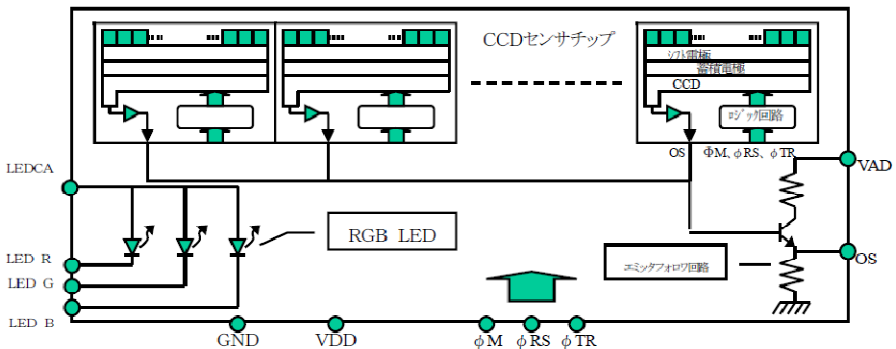 CCDセンサチップ
シフト電極
蓄積電極
CCD
ロジック回路
OS ΦM、φRS、φTR
LEDCA
VAD
RGB LED
LED R
エミッタフォロワ回路
OS
LED G
LED B
GND
VDD
φM
φRS
φTR